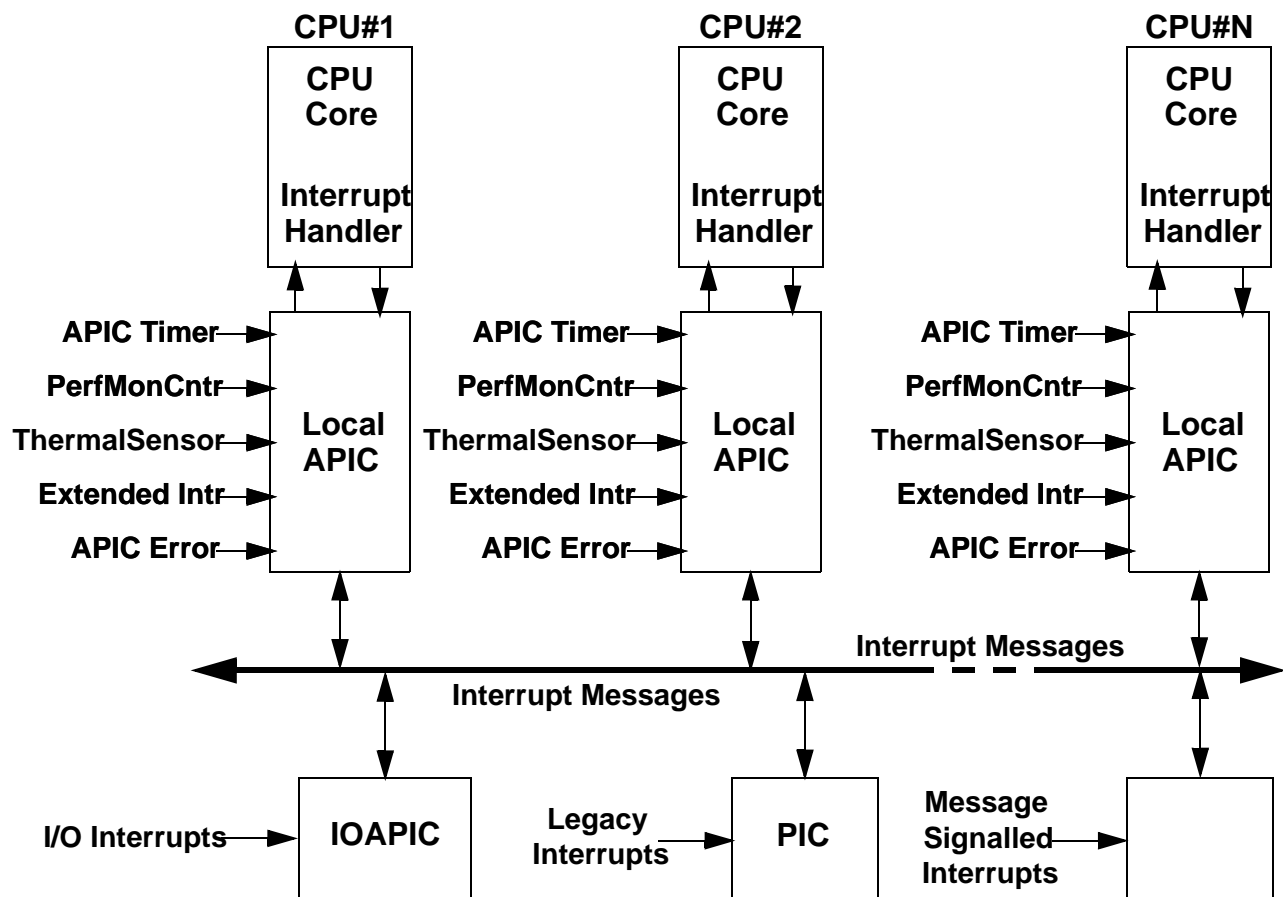 CPU#1
CPU#2
CPU#N
CPU
Core
Interrupt
Handler
CPU
Core
Interrupt
Handler
CPU
Core
Interrupt
Handler
APIC Timer
PerfMonCntr
ThermalSensor
Extended Intr
APIC Error
Local
APIC
APIC Timer
PerfMonCntr
ThermalSensor
Extended Intr
APIC Error
Local
APIC
APIC Timer
PerfMonCntr
ThermalSensor
Extended Intr
APIC Error
Local
APIC
Interrupt Messages
Interrupt Messages
I/O Interrupts
IOAPIC
Legacy
Interrupts
PIC
Message
Signalled
Interrupts